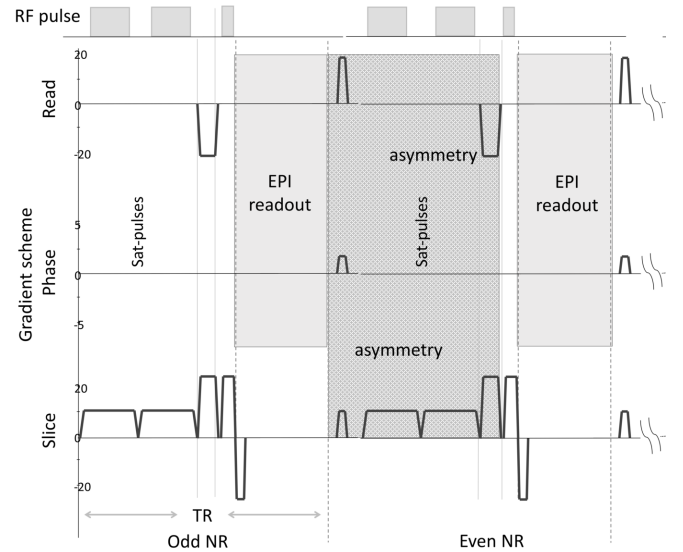 RF pulse
Gradient scheme
Read
20
0
-20
asymmetry
EPI
readout
EPI
readout
Sat-pulses
Sat-pulses
Phase
5
0
-5
asymmetry
Slice
20
0
-20
TR
Odd NR
Even NR